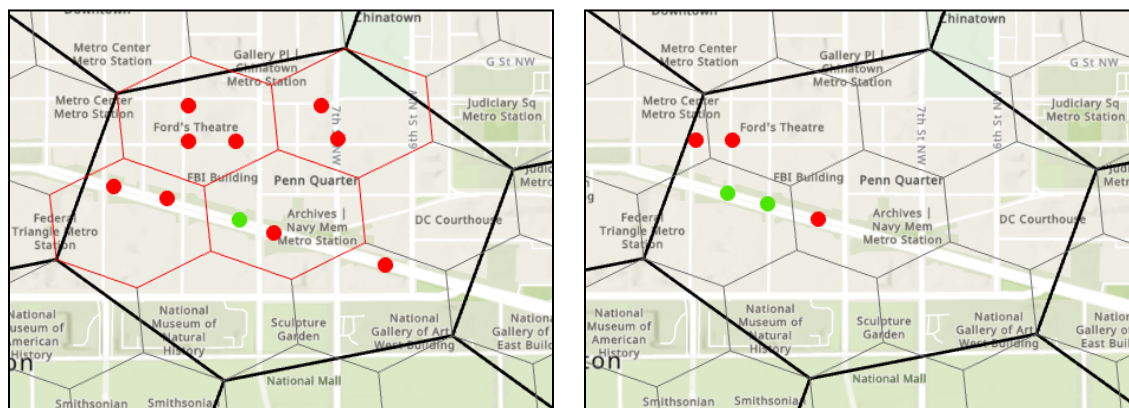 Downtown
Chinatown
Metro Center
Metro Station
Gallery Pl |
Chinatown
Metro Station
G St NW
Metro Center
Metro Station
Judiciary Sq
Metro Station
Ford's Theatre
7th St NW
6th St NW
FBI Building
Penn Quarter
Judic
Metro
Federal
Triangle Metro
Station
Archives |
Navy Mem
Metro Station
DC Courthouse
National
Museum of
American
History
National
Museum of
Natural
History
Sculpture
Garden
National
Gallery of Art
West Building
National
Gallery of
East Buil
on
National Mall
Smithsonian
Smithsonian
Downtown
Chinatown
Metro Center
Metro Station
Gallery Pl |
Chinatown
Metro Station
G St NW
Metro Center
Metro Station
Judiciary Sq
Metro Station
Ford's Theatre
7th St NW
6th St NW
FBI Building
Penn Quarter
Metro
Federal
Triangle Metro
Station
Archives |
Navy Mem
Metro Station
DC Courthouse
National
Museum of
American
History
National
Museum of
Natural
History
Sculpture
Garden
National
Gallery of Art
West Building
National
Gallery of
East Buil
ton
National Mall
Smithsonian
Smithsonian